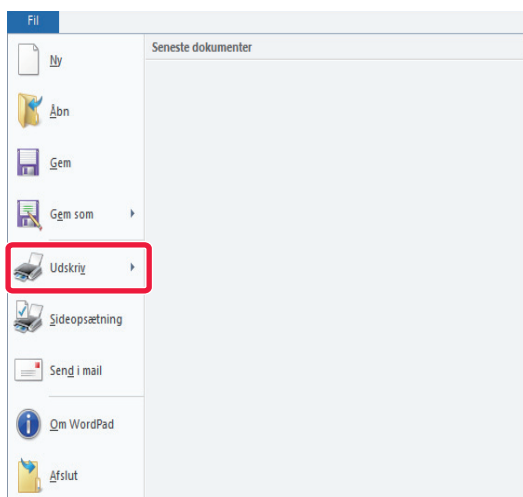 Fil
Seneste dokumenter
Ny
Åbn
Gem
Gem som
Udskriv
Sideopsætning
Send i mail
Om WordPad
Afslut